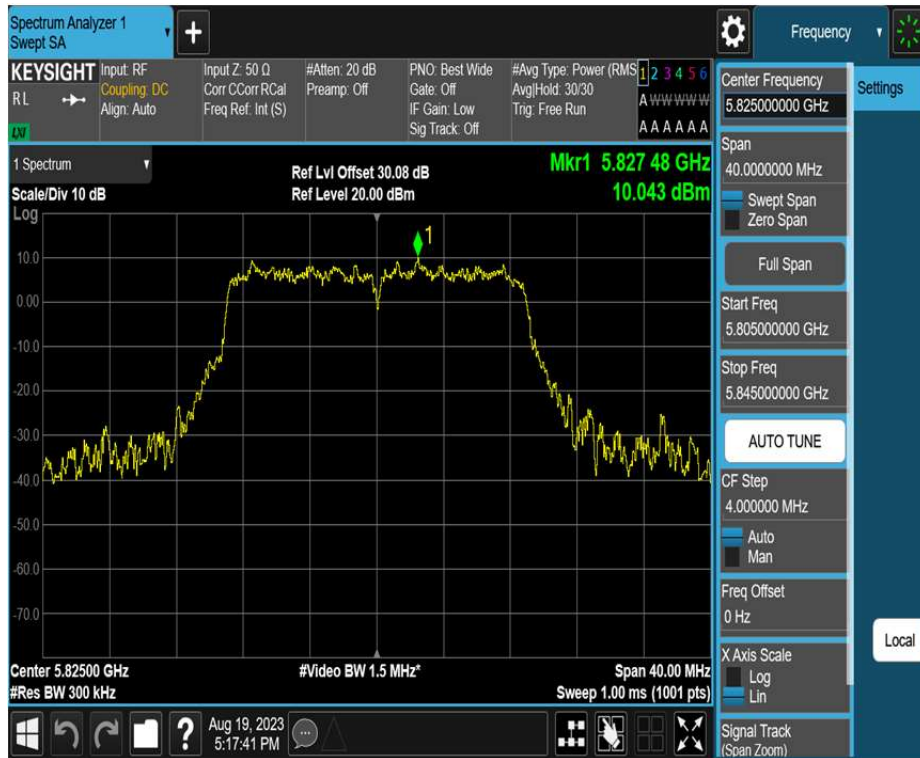 Spectrum Analyzer 1
Swept SA
+
Frequency
KEYSIGHT
R L
LXI
Input: RF
Coupling: DC
Align: Auto
Input Z: 50 Ω
Corr CCorr RCal
Freq Ref: Int (S)
#Atten: 20 dB
Preamp: Off
PNO: Best Wide
Gate: Off
IF Gain: Low
Sig Track: Off
#Avg Type: Power (RMS
Avg|Hold: 30/30
Trig: Free Run
1 2 3 4 5 6
A W W W W W
A A A A A A
Center Frequency
5.825000000 GHz
Settings
1 Spectrum
Scale/Div 10 dB
Ref Lvl Offset 30.08 dB
Ref Level 20.00 dBm
Mkr1 5.827 48 GHz
10.043 dBm
Span
40.0000000 MHz
Swept Span
Zero Span
Log
1
10.0
0.00
-10.0
-20.0
-30.0
-40.0
-50.0
-60.0
-70.0
Full Span
Start Freq
5.805000000 GHz
Stop Freq
5.845000000 GHz
AUTO TUNE
CF Step
4.000000 MHz
Auto
Man
Freq Offset
0 Hz
Local
X Axis Scale
Log
Lin
Signal Track
(Span Zoom)
Center 5.82500 GHz
#Video BW 1.5 MHz*
Span 40.00 MHz
#Res BW 300 kHz
Sweep 1.00 ms (1001 pts)
?
Aug 19, 2023
5:17:41 PM